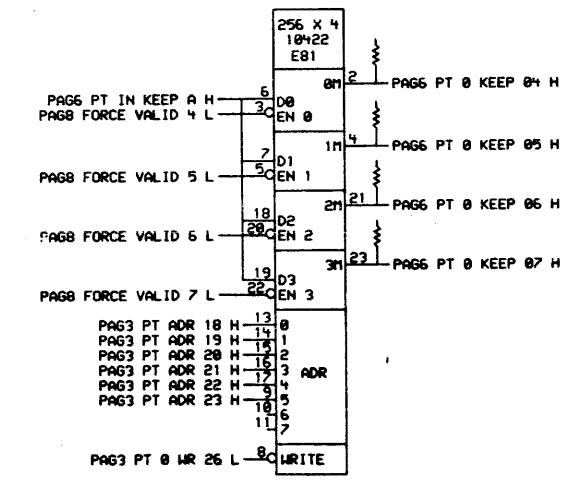 256 X 4
10422
E81
0M 2 PAG6 PT 0 KEEP 04 H
PAG6 PT IN KEEP A H 6 D0
PAG8 FORCE VALID 4 L 3 EN 0
1M 4 PAG6 PT 0 KEEP 05 H
7 D1
PAG8 FORCE VALID 5 L 5 EN 1
2M 21 PAG6 PT 0 KEEP 06 H
18 D2
PAG8 FORCE VALID 6 L 20 EN 2
3M 23 PAG6 PT 0 KEEP 07 H
19 D3
PAG8 FORCE VALID 7 L 22 EN 3
PAG3 PT ADR 18 H 13 0
PAG3 PT ADR 19 H 14 1
PAG3 PT ADR 20 H 15 2
PAG3 PT ADR 21 H 16 3 ADR
PAG3 PT ADR 22 H 17 4
PAG3 PT ADR 23 H 9 5
10 6
11 7
PAG3 PT 0 WR 26 L 8 WRITE